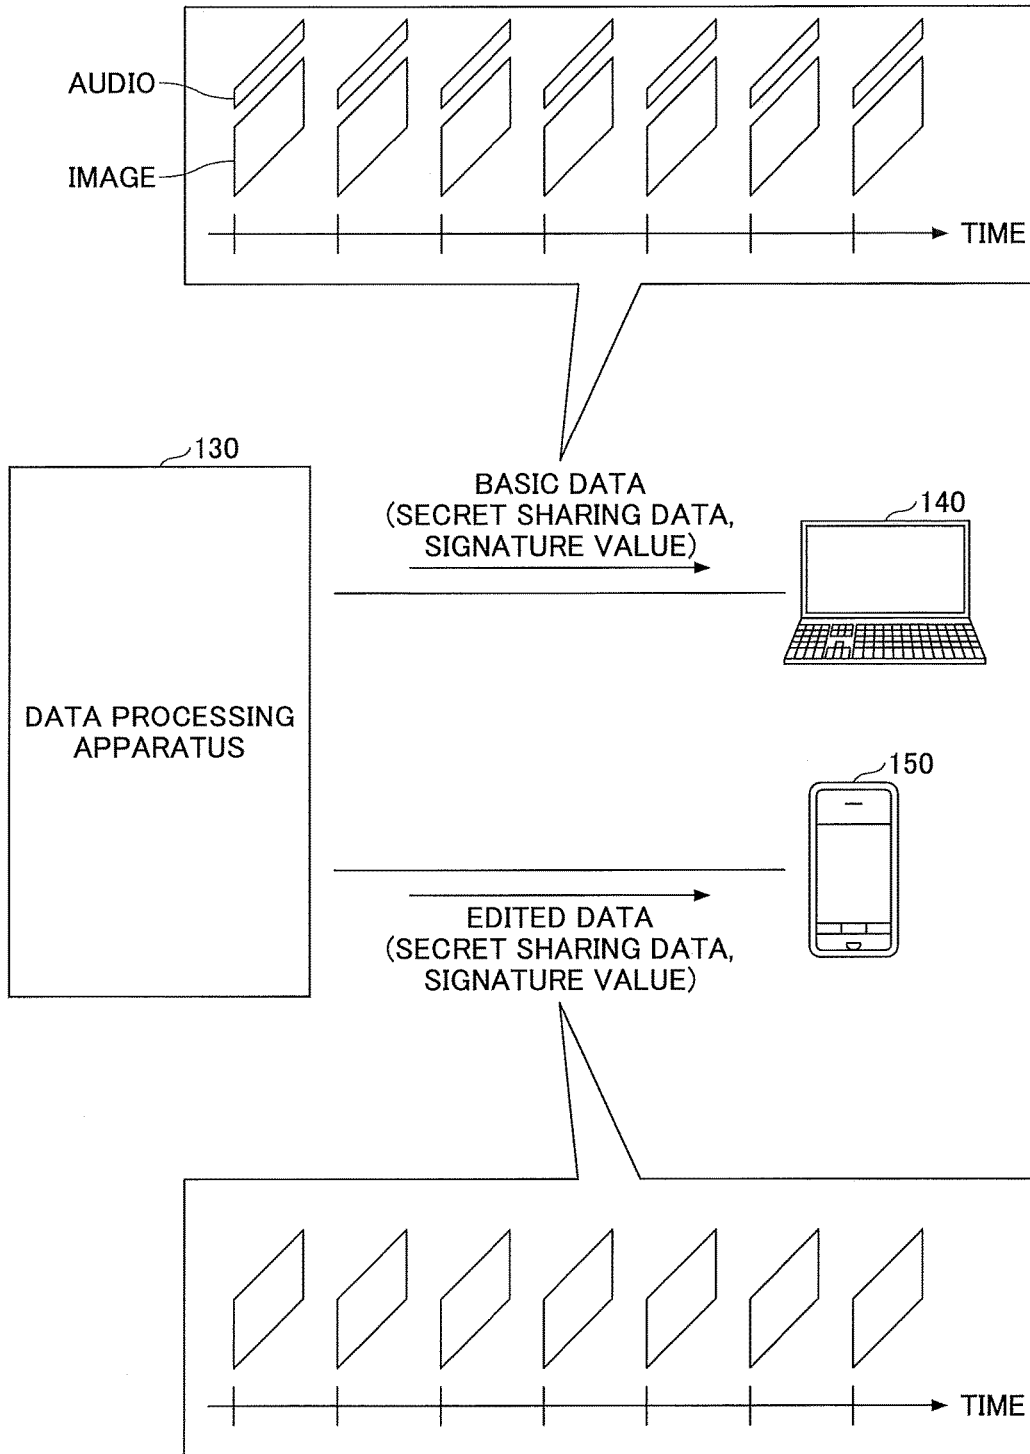 AUDIO
IMAGE
TIME
130
BASIC DATA
(SECRET SHARING DATA,
SIGNATURE VALUE)
140
DATA PROCESSING
APPARATUS
150
EDITED DATA
(SECRET SHARING DATA,
SIGNATURE VALUE)
TIME